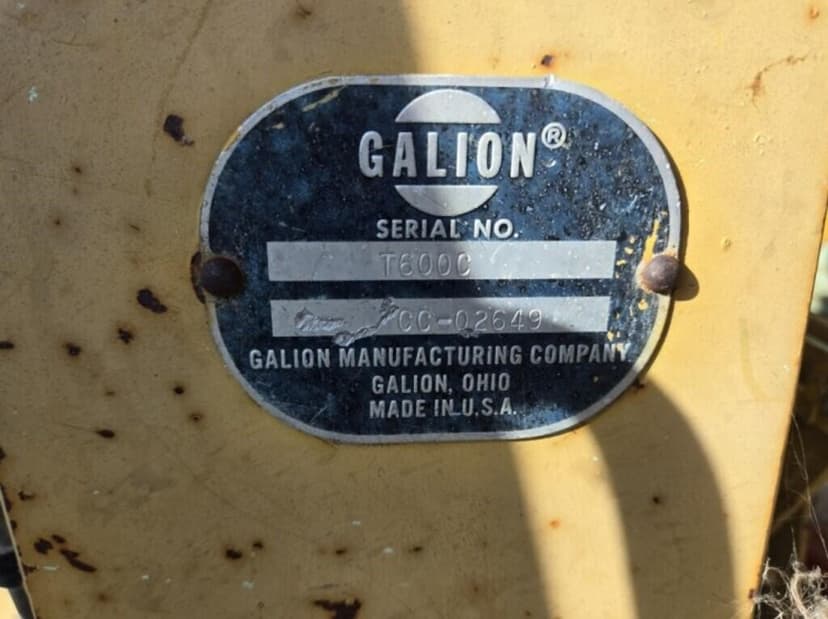 GALION®
SERIAL NO.
T600C
CC-02649
GALION MANUFACTURING COMPANY
GALION, OHIO
MADE IN U.S.A.